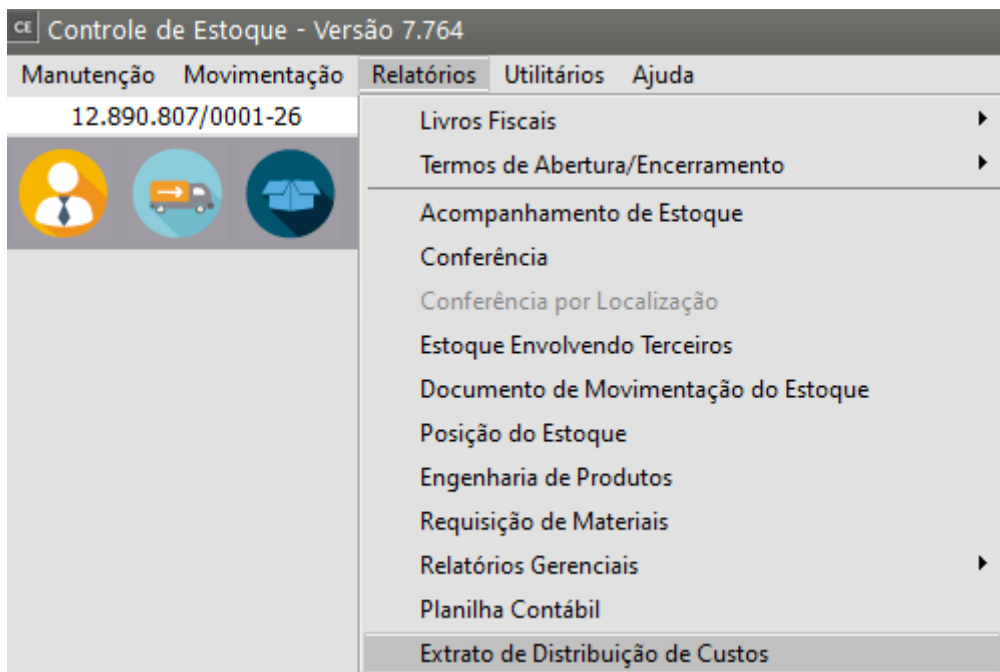 CE Controle de Estoque - Versão 7.764
Manutenção Movimentação Relatórios Utilitários Ajuda
12.890.807/0001-26
Livros Fiscais
Termos de Abertura/Encerramento
Acompanhamento de Estoque
Conferência
Conferência por Localização
Estoque Envolvendo Terceiros
Documento de Movimentação do Estoque
Posição do Estoque
Engenharia de Produtos
Requisição de Materiais
Relatórios Gerenciais
Planilha Contábil
Extrato de Distribuição de Custos